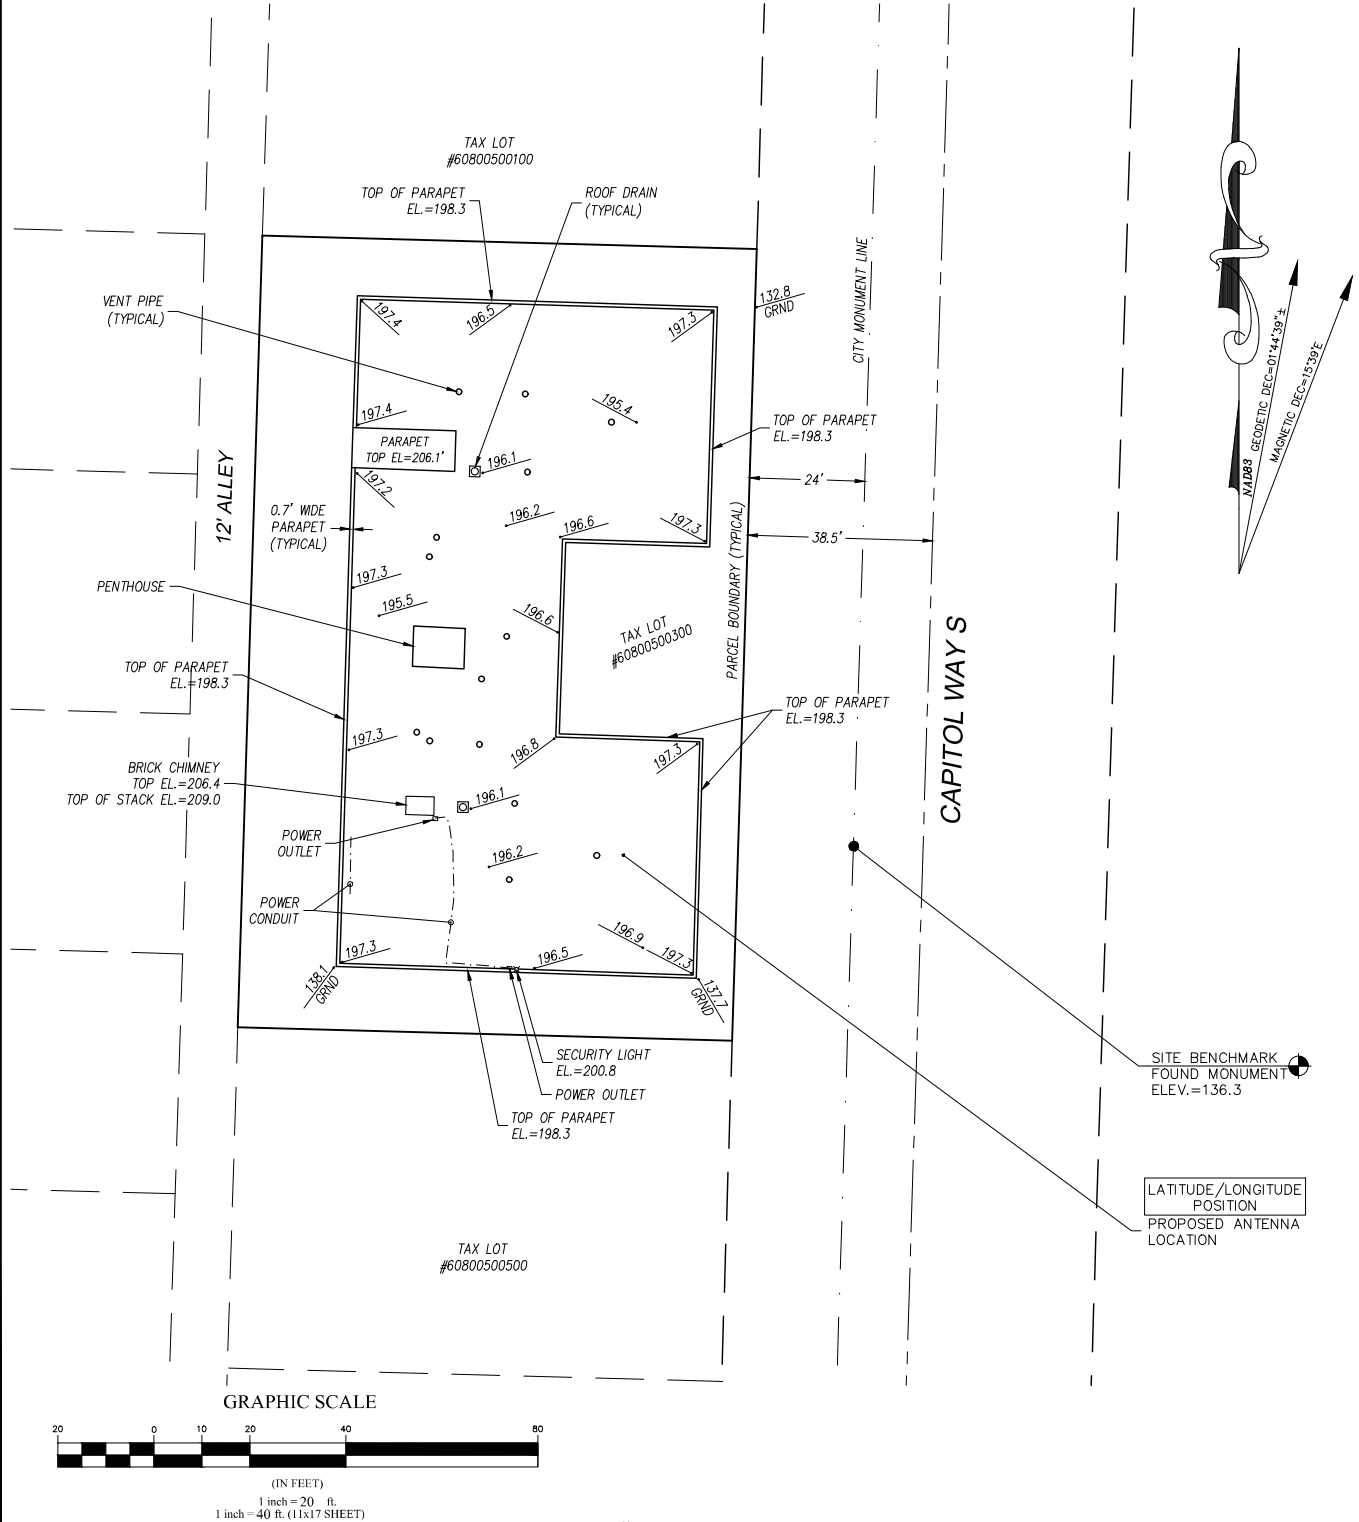 TAX LOT
#60800500100
TOP OF PARAPET
EL.=198.3
ROOF DRAIN
(TYPICAL)
VENT PIPE
(TYPICAL)
197.4
196.5
197.3
132.8
GRND
CITY MONUMENT LINE
NAD83 GEODETIC DEC=01°44'39"±
MAGNETIC DEC=15°39'E
197.4
195.4
TOP OF PARAPET
EL.=198.3
PARAPET
TOP EL=206.1'
196.1
12' ALLEY
197.2
24'
0.7' WIDE
PARAPET
(TYPICAL)
196.2
196.6
197.3
38.5'
PARCEL BOUNDARY (TYPICAL)
PENTHOUSE
197.3
195.5
196.6
TAX LOT
#60800500300
CAPITOL WAY S
TOP OF PARAPET
EL.=198.3
TOP OF PARAPET
EL.=198.3
197.3
196.8
197.3
BRICK CHIMNEY
TOP EL.=206.4
TOP OF STACK EL.=209.0
196.1
POWER
OUTLET
196.2
POWER
CONDUIT
196.9
197.3
196.5
197.3
138.1
GRND
137.7
GRND
SECURITY LIGHT
EL.=200.8
POWER OUTLET
TOP OF PARAPET
EL.=198.3
SITE BENCHMARK
FOUND MONUMENT
ELEV.=136.3
LATITUDE/LONGITUDE
POSITION
PROPOSED ANTENNA
LOCATION
TAX LOT
#60800500500
GRAPHIC SCALE
20 0 10 20 40 80
(IN FEET)
1 inch = 20 ft.
1 inch = 40 ft. (11x17 SHEET)